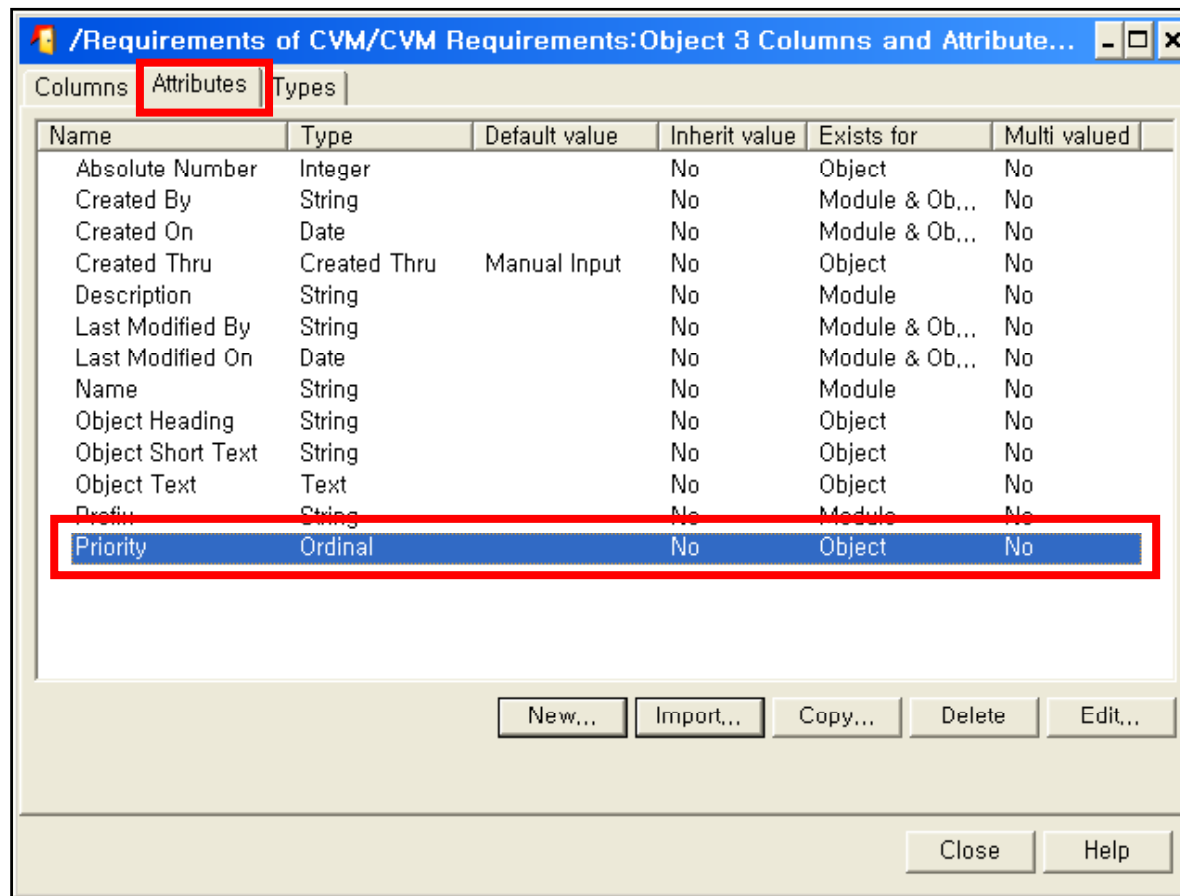 /Requirements of CVM/CVM Requirements:Object 3 Columns and Attribute...
Columns Attributes Types
Name Type Default value Inherit value Exists for Multi valued
Absolute Number Integer No Object No
Created By String No Module & Ob... No
Created On Date No Module & Ob... No
Created Thru Created Thru Manual Input No Object No
Description String No Module No
Last Modified By String No Module & Ob... No
Last Modified On Date No Module & Ob... No
Name String No Module No
Object Heading String No Object No
Object Short Text String No Object No
Object Text Text No Object No
Prefix String No Module No
Priority Ordinal No Object No
New... Import... Copy... Delete Edit...
Close Help